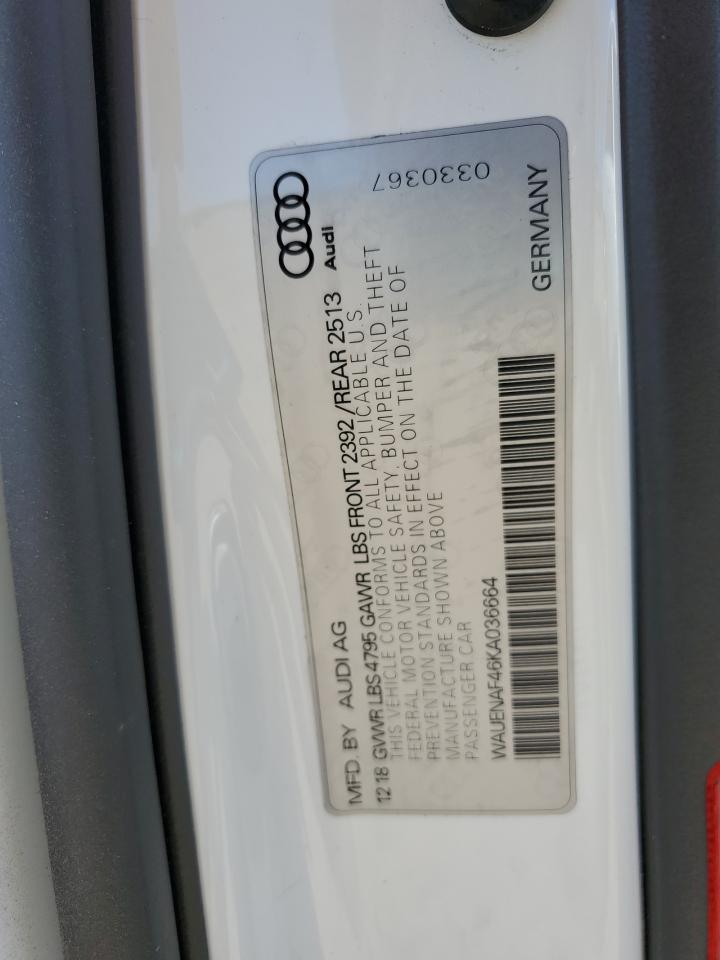 MFD. BY AUDI AG
Audi
12 18 GVWR LBS 4795 GAWR LBS FRONT 2392 /REAR 2513
THIS VEHICLE CONFORMS TO ALL APPLICABLE U.S.
FEDERAL MOTOR VEHICLE SAFETY. BUMPER AND THEFT
PREVENTION STANDARDS IN EFFECT ON THE DATE OF
MANUFACTURE SHOWN ABOVE
PASSENGER CAR
0330367
WAUENAF46KA036664
GERMANY